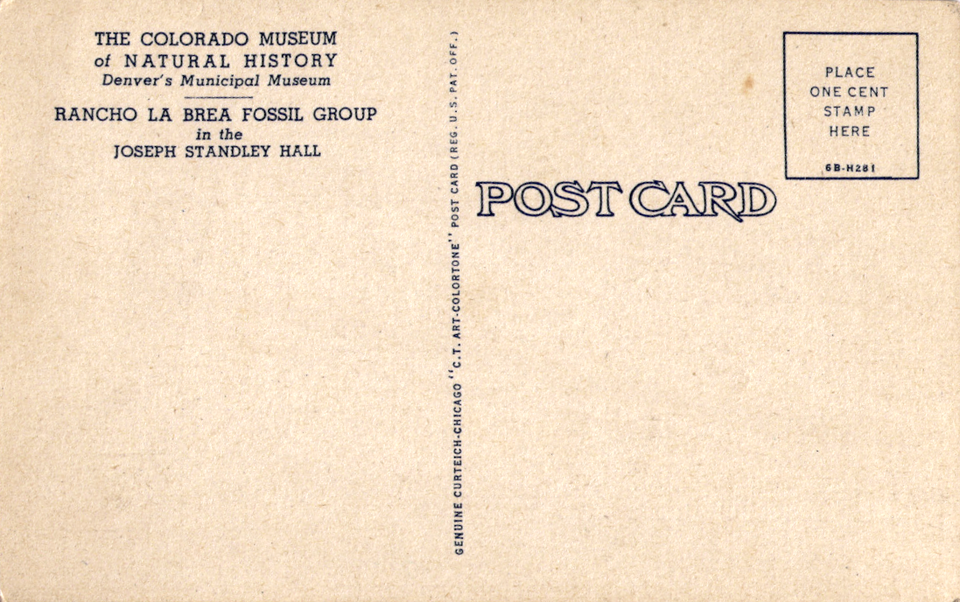 THE COLORADO MUSEUM
of NATURAL HISTORY
Denver's Municipal Museum
RANCHO LA BREA FOSSIL GROUP
in the
JOSEPH STANDLEY HALL
GENUINE CURTEICH-CHICAGO "C.T. ART-COLORTONE" POST CARD (REG. U.S. PAT. OFF.)
POST CARD
PLACE
ONE CENT
STAMP
HERE
6B-H281